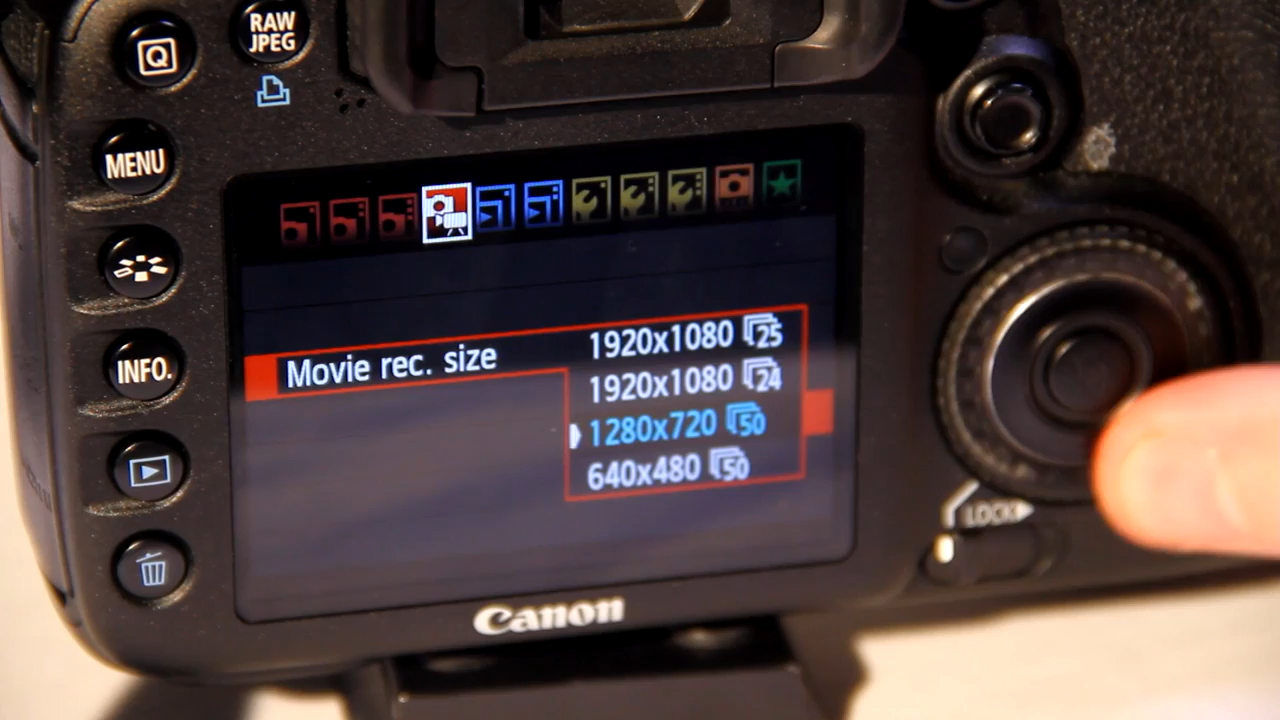 Q
RAW
JPEG
MENU
INFO.
Movie rec. size
1920x1080 25
1920x1080 24
1280x720 50
640x480 50
LOCK
Canon